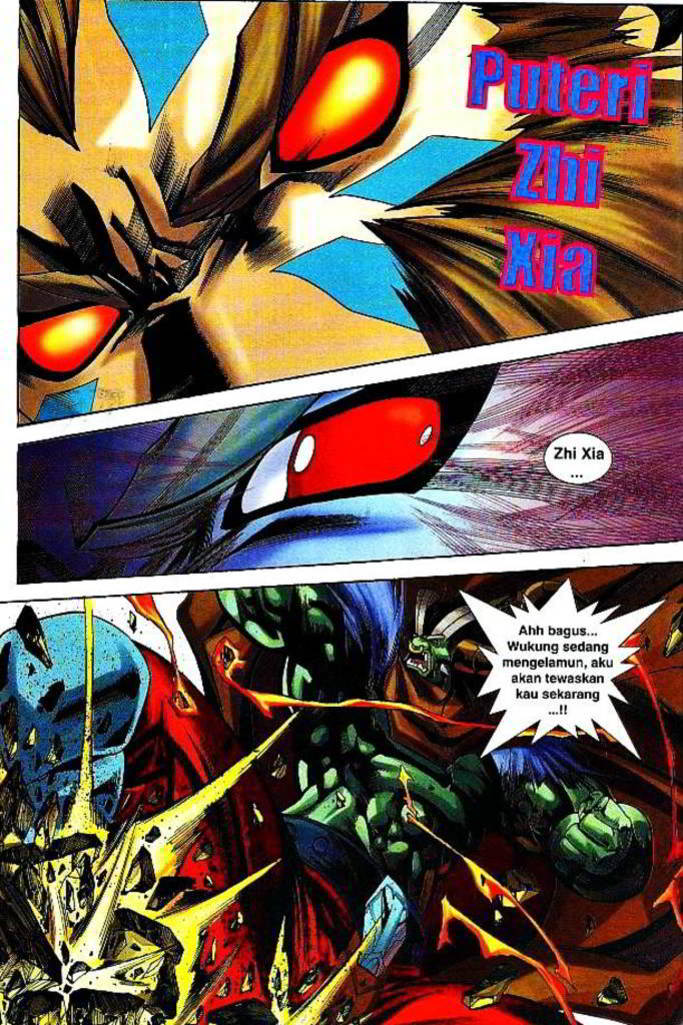 Puteri
Zhi
Xia
Zhi Xia
...
Ahh bagus...
Wukung sedang
mengelamun, aku
akan tewaskan
kau sekarang
...!!